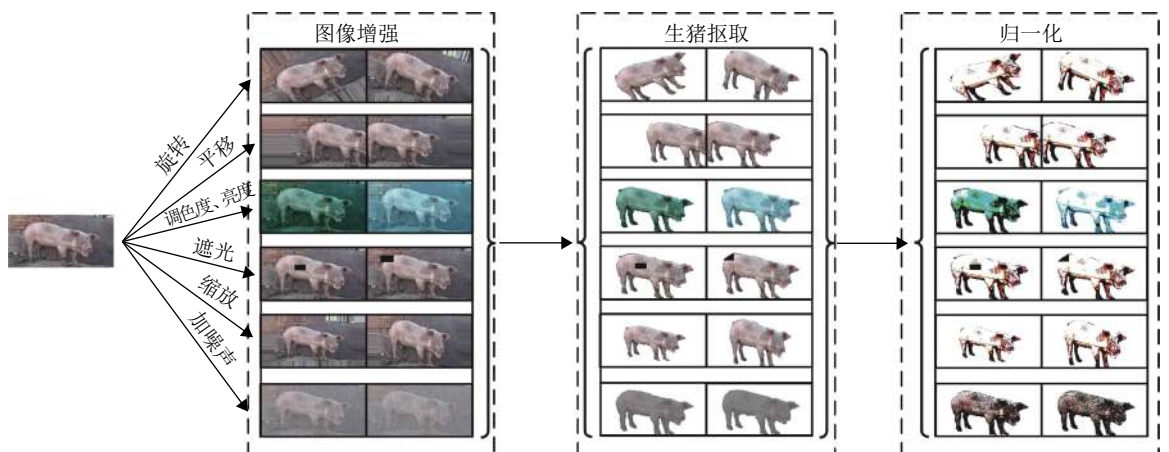 图像增强
生猪抠取
归一化
旋转
平移
调色度、亮度
遮光
缩放
加噪声